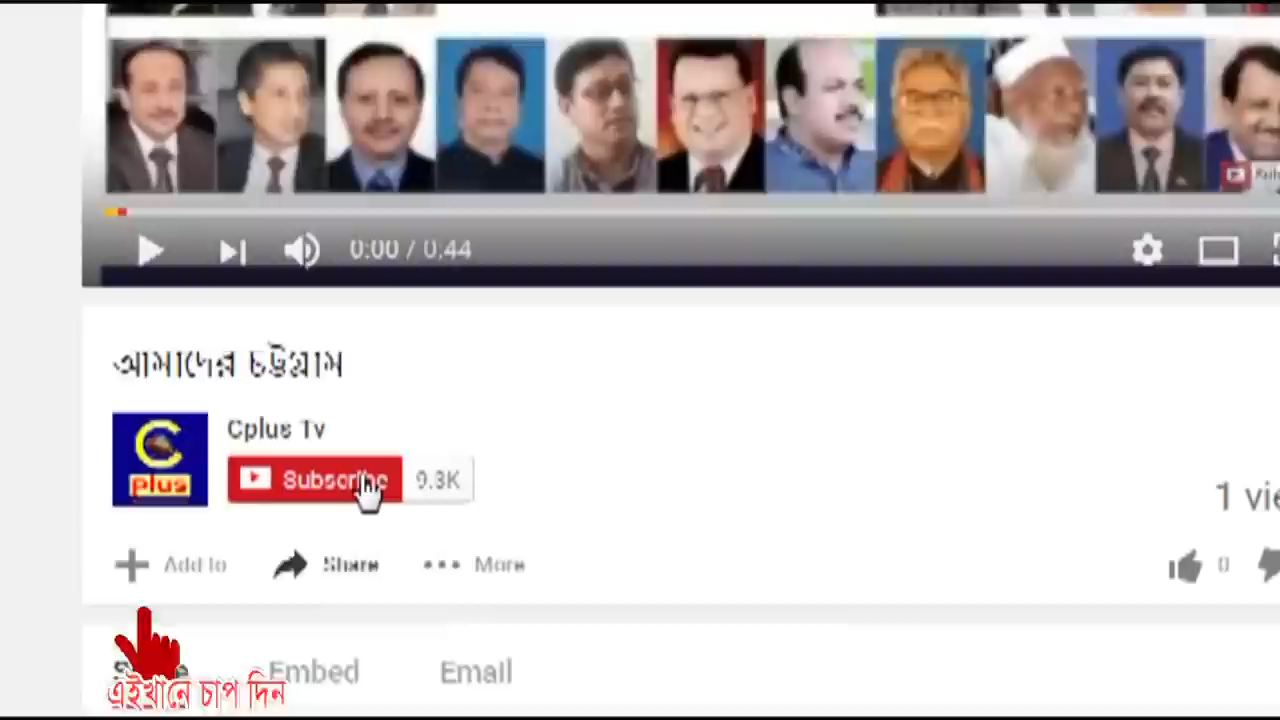 0:00 / 0:44
আমাদের চট্টগ্রাম
C
plus
Cplus Tv
Subscribe 9.3K
1
Add to Share More 0
Embed Email
এইখানে চাপ দিন